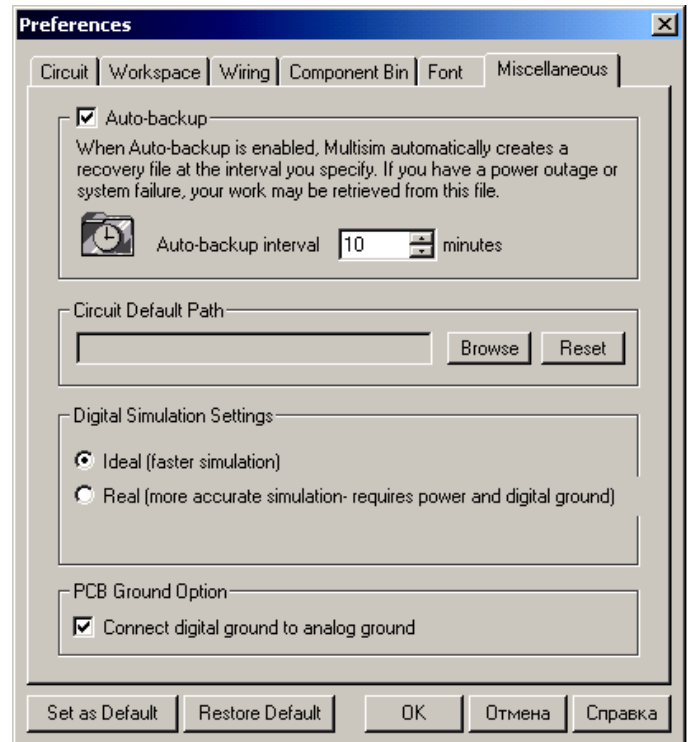 Preferences
Circuit Workspace Wiring Component Bin Font Miscellaneous
Auto-backup
When Auto-backup is enabled, Multisim automatically creates a
recovery file at the interval you specify. If you have a power outage or
system failure, your work may be retrieved from this file.
Auto-backup interval 10 minutes
Circuit Default Path
Browse Reset
Digital Simulation Settings
Ideal (faster simulation)
Real (more accurate simulation- requires power and digital ground)
PCB Ground Option
Connect digital ground to analog ground
Set as Default Restore Default OK Отмена Справка